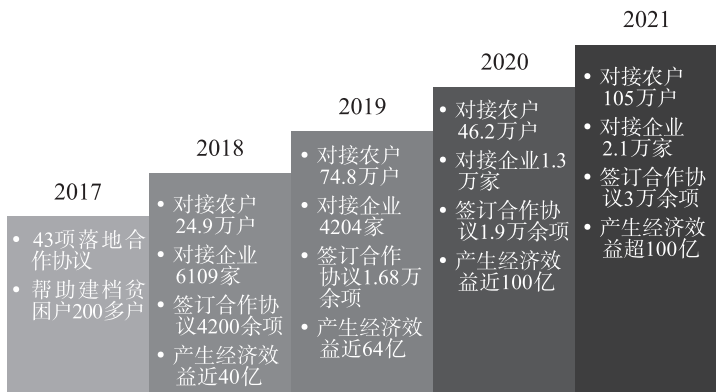 2017
• 43项落地合
作协议
• 帮助建档贫
困户200多户
2018
• 对接农户
24.9万户
• 对接企业
6109家
• 签订合作协
议4200余项
• 产生经济效
益近40亿
2019
• 对接农户
74.8万户
• 对接企业
4204家
• 签订合作
协议1.68万
余项
• 产生经济效
益近64亿
2020
• 对接农户
46.2万户
• 对接企业1.3
万家
• 签订合作协
议1.9万余项
• 产生经济效
益近100亿
2021
• 对接农户
105万户
• 对接企业
2.1万家
• 签订合作协
议3万余项
• 产生经济效
益超100亿